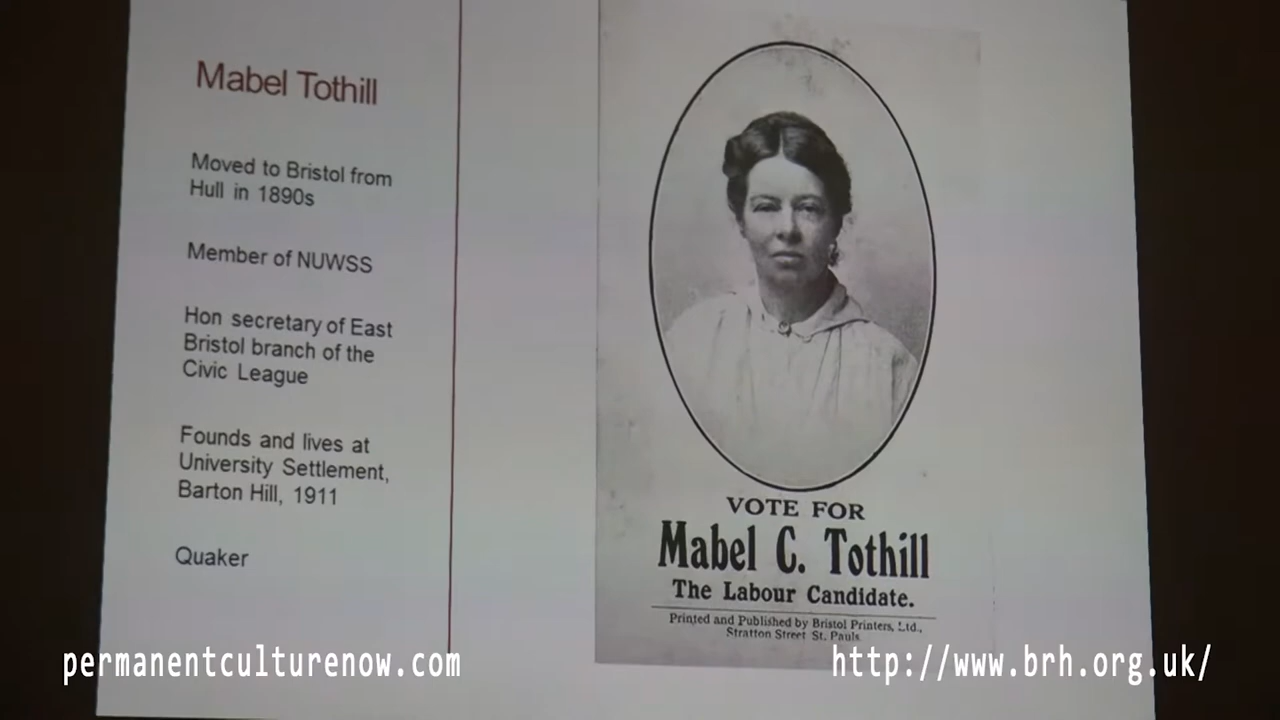 Mabel Tothill
Moved to Bristol from
Hull in 1890s
Member of NUWSS
Hon secretary of East
Bristol branch of the
Civic League
Founds and lives at
University Settlement,
Barton Hill, 1911
Quaker
VOTE FOR
Mabel C. Tothill
The Labour Candidate.
Printed and Published by Bristol Printers, Ltd.,
Stratton Street St. Pauls
permanentculturenow.com
http://www.brh.org.uk/